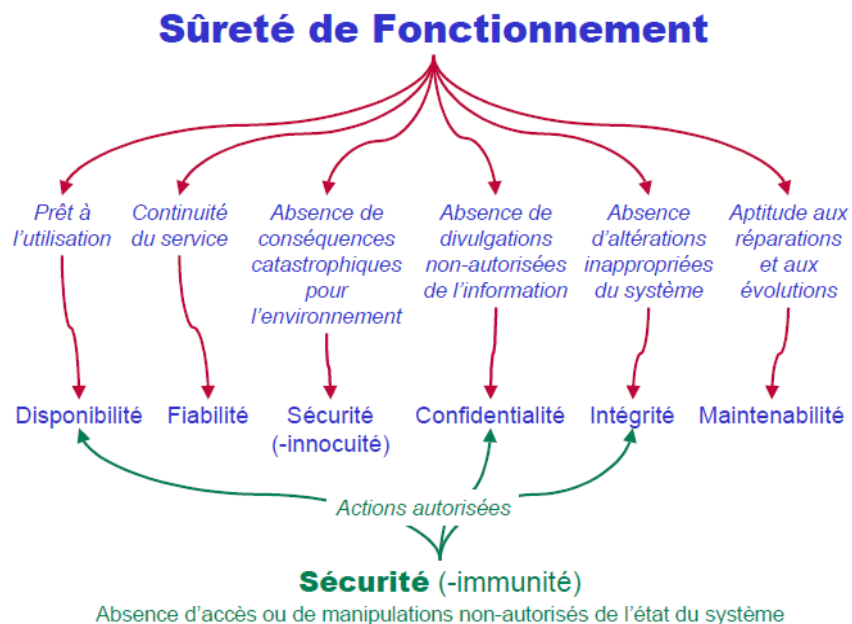 Sûreté de Fonctionnement
Prêt à
l'utilisation
Continuité
du service
Absence de
conséquences
catastrophiques
pour
l'environnement
Absence de
divulgations
non-autorisées
de l'information
Absence
d'altérations
inappropriées
du système
Aptitude aux
réparations
et aux
évolutions
Disponibilité
Fiabilité
Sécurité
(-innocuité)
Confidentialité
Intégrité
Maintenabilité
Actions autorisées
Sécurité (-immunité)
Absence d'accès ou de manipulations non-autorisés de l'état du système